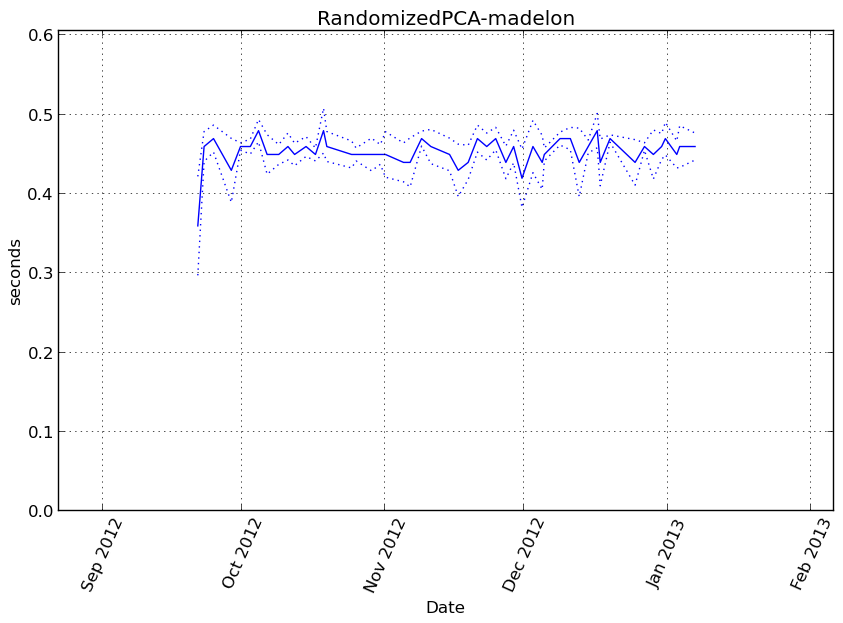 RandomizedPCA-madelon
0.6
0.5
0.4
0.3
0.2
0.1
0.0
seconds
Sep 2012
Oct 2012
Nov 2012
Dec 2012
Jan 2013
Feb 2013
Date